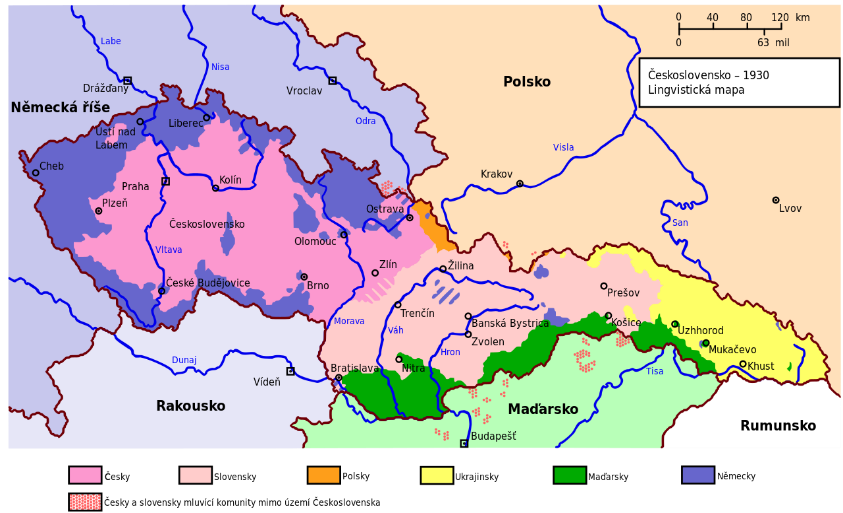 0 40 80 120 km
0 63 mil
Československo – 1930
Lingvistická mapa
Labe
Nisa
Drážďany
Vroclav
Polsko
Německá říše
Odra
Liberec
Ústí nad
Labem
Visla
Cheb
Krakov
Praha
Kolín
Plzeň
Ostrava
Lvov
Československo
San
Olomouc
Vltava
Zlín
Žilina
České Budějovice
Brno
Prešov
Trenčín
Morava
Váh
Banská Bystrica
Košice
Uzhhorod
Zvolen
Mukačevo
Hron
Dunaj
Bratislava
Nitra
Khust
Tisa
Vídeň
Rakousko
Maďarsko
Rumunsko
Budapešť
Česky
Slovensky
Polsky
Ukrajinsky
Maďarsky
Německy
Česky a slovensky mluvicí komunity mimo území Československa